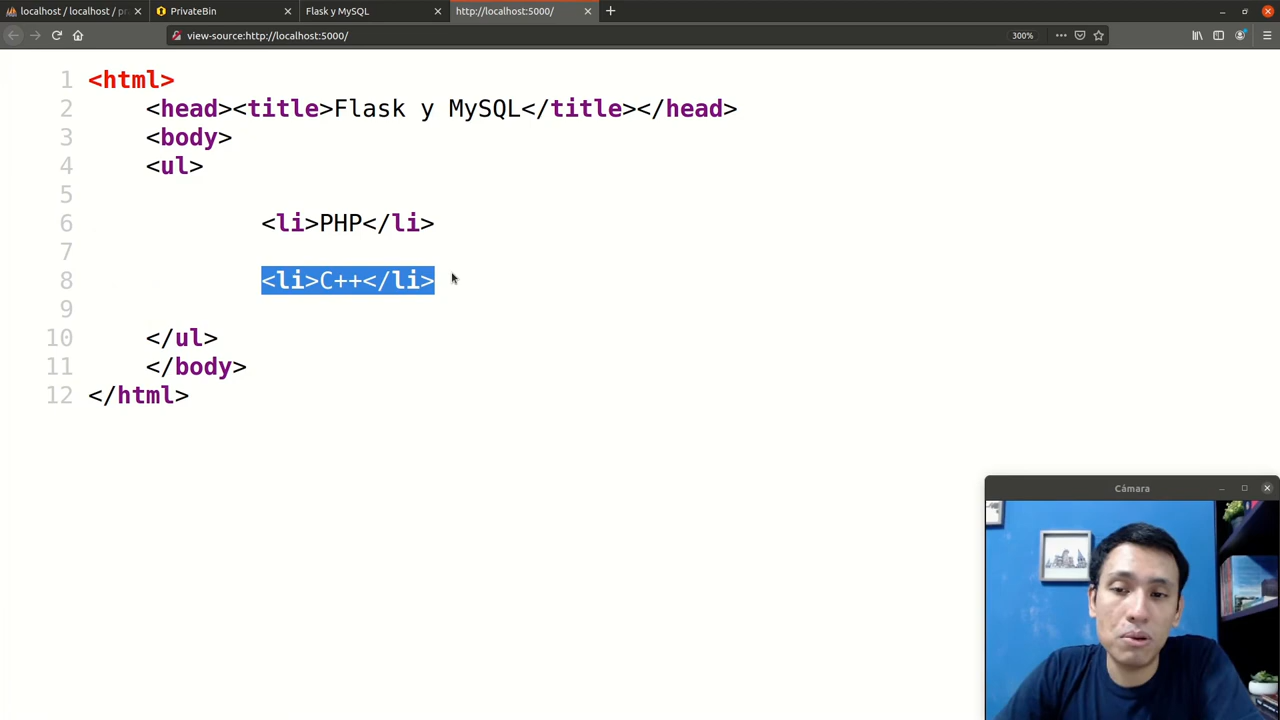 localhost / localhost / pr
PrivateBin
Flask y MySQL
http://localhost:5000/
view-source:http://localhost:5000/
300%
1 <html>
2 <head><title>Flask y MySQL</title></head>
3 <body>
4 <ul>
5
6 <li>PHP</li>
7
8 <li>C++</li>
9
10 </ul>
11 </body>
12 </html>
Cámara